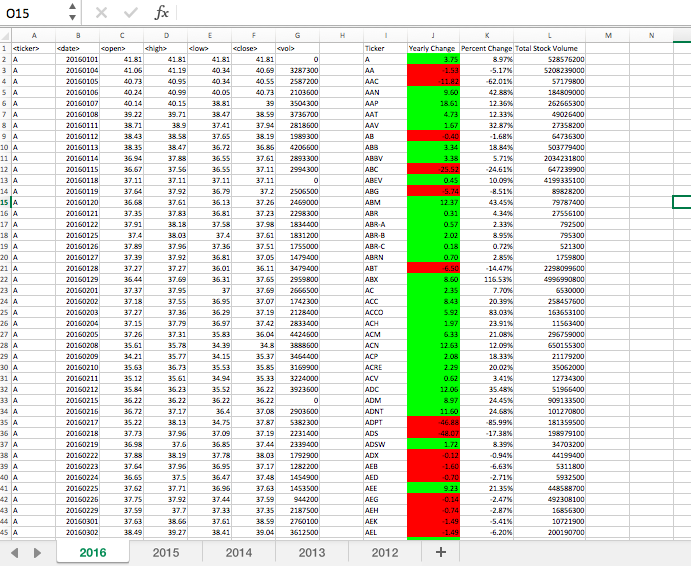 O15 fx
A B C D E F G H I J K L M N
1 <ticker> <date> <open> <high> <low> <close> <vol> Ticker Yearly Change Percent Change Total Stock Volume
2 A 20160101 41.81 41.81 41.81 41.81 0 A 3.75 8.97% 528576200
3 A 20160104 41.06 41.19 40.34 40.69 3287300 AA -1.53 -5.17% 5208239000
4 A 20160105 40.73 40.95 40.34 40.55 2587200 AAC -11.82 -62.01% 57179800
5 A 20160106 40.24 40.99 40.05 40.73 2103600 AAN 9.60 42.88% 184809000
6 A 20160107 40.14 40.15 38.81 39 3504300 AAP 18.61 12.36% 262665300
7 A 20160108 39.22 39.71 38.47 38.59 3736700 AAT 4.73 12.33% 49026400
8 A 20160111 38.71 38.9 37.41 37.94 2818600 AAV 1.67 32.87% 27358200
9 A 20160112 38.43 38.58 37.65 38.19 1989300 AB -0.40 -1.68% 64736300
10 A 20160113 38.35 38.47 36.72 36.86 4206600 ABB 3.34 18.84% 503779400
11 A 20160114 36.94 37.88 36.55 37.61 2893300 ABBV 3.38 5.71% 2034231800
12 A 20160115 36.67 37.56 36.55 37.11 2994300 ABC -25.52 -24.61% 647239900
13 A 20160118 37.11 37.11 37.11 37.11 0 ABEV 0.45 10.09% 4199335100
14 A 20160119 37.64 37.92 36.79 37.2 2506500 ABG -5.74 -8.51% 89828200
15 A 20160120 36.68 37.61 36.13 37.26 2469000 ABM 12.37 43.45% 79787400
16 A 20160121 37.35 37.83 36.81 37.23 2298300 ABR 0.31 4.34% 27556100
17 A 20160122 37.91 38.18 37.58 37.98 1834400 ABR-A 0.57 2.33% 792500
18 A 20160125 37.4 38.03 37.4 37.61 1831200 ABR-B 2.02 8.95% 795300
19 A 20160126 37.89 37.96 37.36 37.51 1755000 ABR-C 0.18 0.72% 521300
20 A 20160127 37.39 37.92 36.81 37.05 1479400 ABRN 0.70 2.85% 1759800
21 A 20160128 37.27 37.27 36.01 36.11 3479400 ABT -6.50 -14.47% 2298099600
22 A 20160129 36.44 37.69 36.31 37.65 2959800 ABX 8.60 116.53% 4996990800
23 A 20160201 37.37 37.95 37 37.69 2666500 AC 2.35 7.70% 6530000
24 A 20160202 37.18 37.55 36.95 37.07 1742300 ACC 8.43 20.39% 258457600
25 A 20160203 37.27 37.36 36.29 37.19 2128400 ACCO 5.92 83.03% 163653100
26 A 20160204 37.15 37.79 36.97 37.42 2833400 ACH 1.97 23.91% 11563400
27 A 20160205 37.26 37.31 35.83 36.04 4424600 ACM 6.33 21.08% 296759000
28 A 20160208 35.61 35.78 34.39 34.8 3888600 ACN 12.63 12.09% 650155300
29 A 20160209 34.21 35.77 34.15 35.37 3464400 ACP 2.08 18.33% 21179200
30 A 20160210 35.63 36.73 35.53 35.85 3169900 ACRE 2.29 20.02% 35062000
31 A 20160211 35.12 35.61 34.94 35.33 3224000 ACV 0.62 3.41% 12734300
32 A 20160212 35.84 36.23 35.52 36.22 3923600 ADC 12.06 35.48% 51966400
33 A 20160215 36.22 36.22 36.22 36.22 0 ADM 8.97 24.45% 909133500
34 A 20160216 36.72 37.17 36.4 37.08 2903600 ADNT 11.60 24.68% 101270800
35 A 20160217 35.22 38.13 34.75 37.87 5382300 ADPT -46.88 -85.99% 181359500
36 A 20160218 37.73 37.96 37.09 37.19 2231400 ADS -48.07 -17.38% 198979100
37 A 20160219 36.98 37.6 36.85 37.44 2339400 ADSW 1.72 8.39% 34703200
38 A 20160222 37.88 38.19 37.78 38.03 1792900 ADX -0.12 -0.94% 44199400
39 A 20160223 37.64 37.96 36.95 37.17 1282200 AEB -1.60 -6.63% 5311800
40 A 20160224 36.65 37.5 36.47 37.48 1454900 AED -0.70 -2.71% 5932500
41 A 20160225 37.62 37.71 36.96 37.63 1453500 AEE 9.23 21.35% 448588700
42 A 20160226 37.75 37.92 37.44 37.59 944200 AEG -0.14 -2.47% 492308100
43 A 20160229 37.59 37.7 37.33 37.35 2187500 AEH -0.74 -2.87% 16856300
44 A 20160301 37.63 38.66 37.61 38.59 2760100 AEK -1.49 -5.41% 10721900
45 A 20160302 38.49 39.27 38.41 39.04 3612500 AEL -1.49 -6.20% 200190700
2016 2015 2014 2013 2012 +